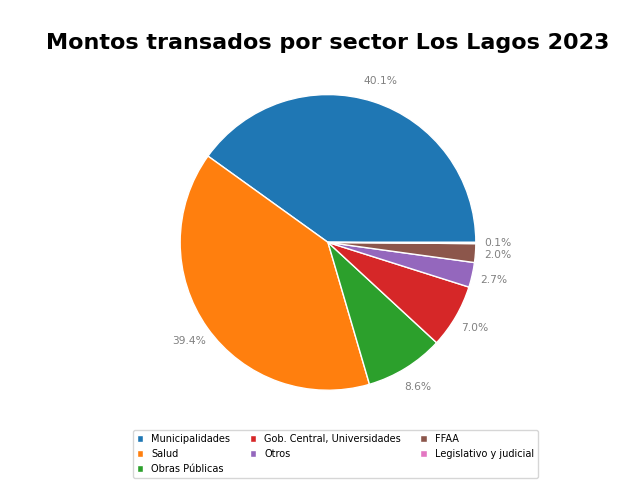 Montos transados por sector Los Lagos 2023
40.1%
0.1%
2.0%
2.7%
39.4%
7.0%
8.6%
Municipalidades
Salud
Obras Públicas
Gob. Central, Universidades
Otros
FFAA
Legislativo y judicial